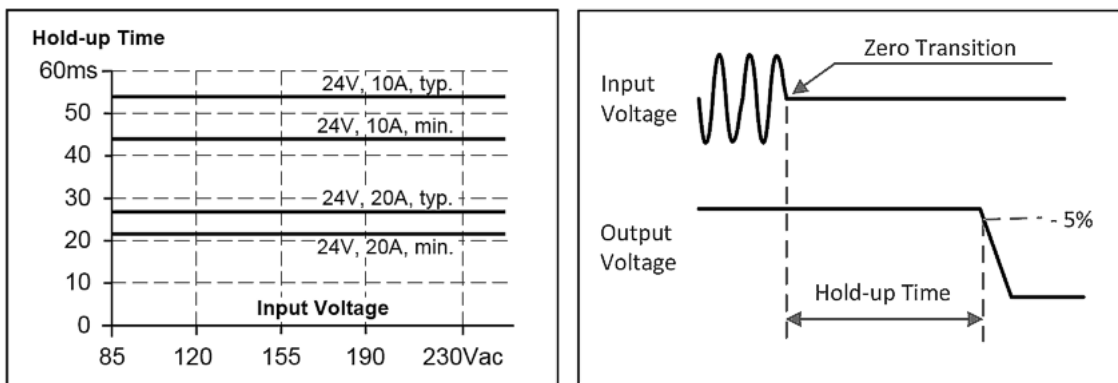 Hold-up Time
60ms
24V, 10A, typ.
50
24V, 10A, min.
40
30
24V, 20A, typ.
20
24V, 20A, min.
10
Input Voltage
0
85 120 155 190 230Vac
Zero Transition
Input
Voltage
Output
Voltage
- 5%
Hold-up Time